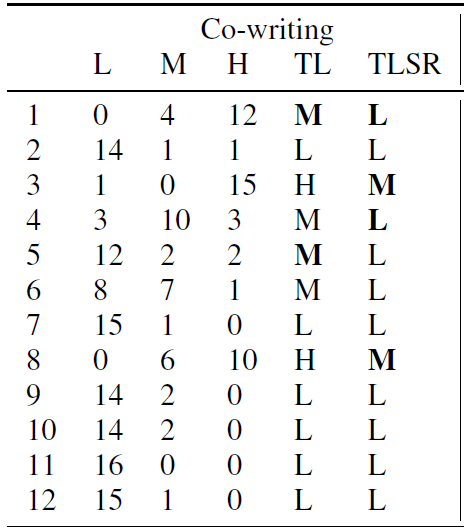 Co-writing
L M H TL TLSR
1 0 4 12 M L
2 14 1 1 L L
3 1 0 15 H M
4 3 10 3 M L
5 12 2 2 M L
6 8 7 1 M L
7 15 1 0 L L
8 0 6 10 H M
9 14 2 0 L L
10 14 2 0 L L
11 16 0 0 L L
12 15 1 0 L L